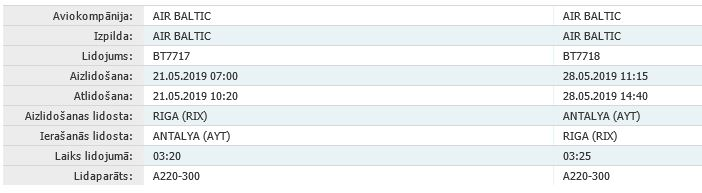 Aviokompānija: AIR BALTIC AIR BALTIC
Izpilda: AIR BALTIC AIR BALTIC
Lidojums: BT7717 BT7718
Aizlidošana: 21.05.2019 07:00 28.05.2019 11:15
Atlidošana: 21.05.2019 10:20 28.05.2019 14:40
Aizlidošanas lidosta: RIGA (RIX) ANTALYA (AYT)
Ierašanās lidosta: ANTALYA (AYT) RIGA (RIX)
Laiks lidojumā: 03:20 03:25
Lidaparāts: A220-300 A220-300